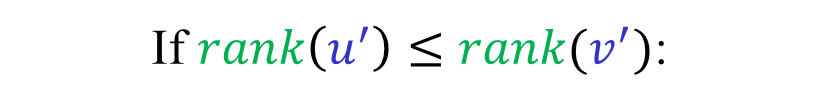 If rank(u′) ≤ rank(v′):